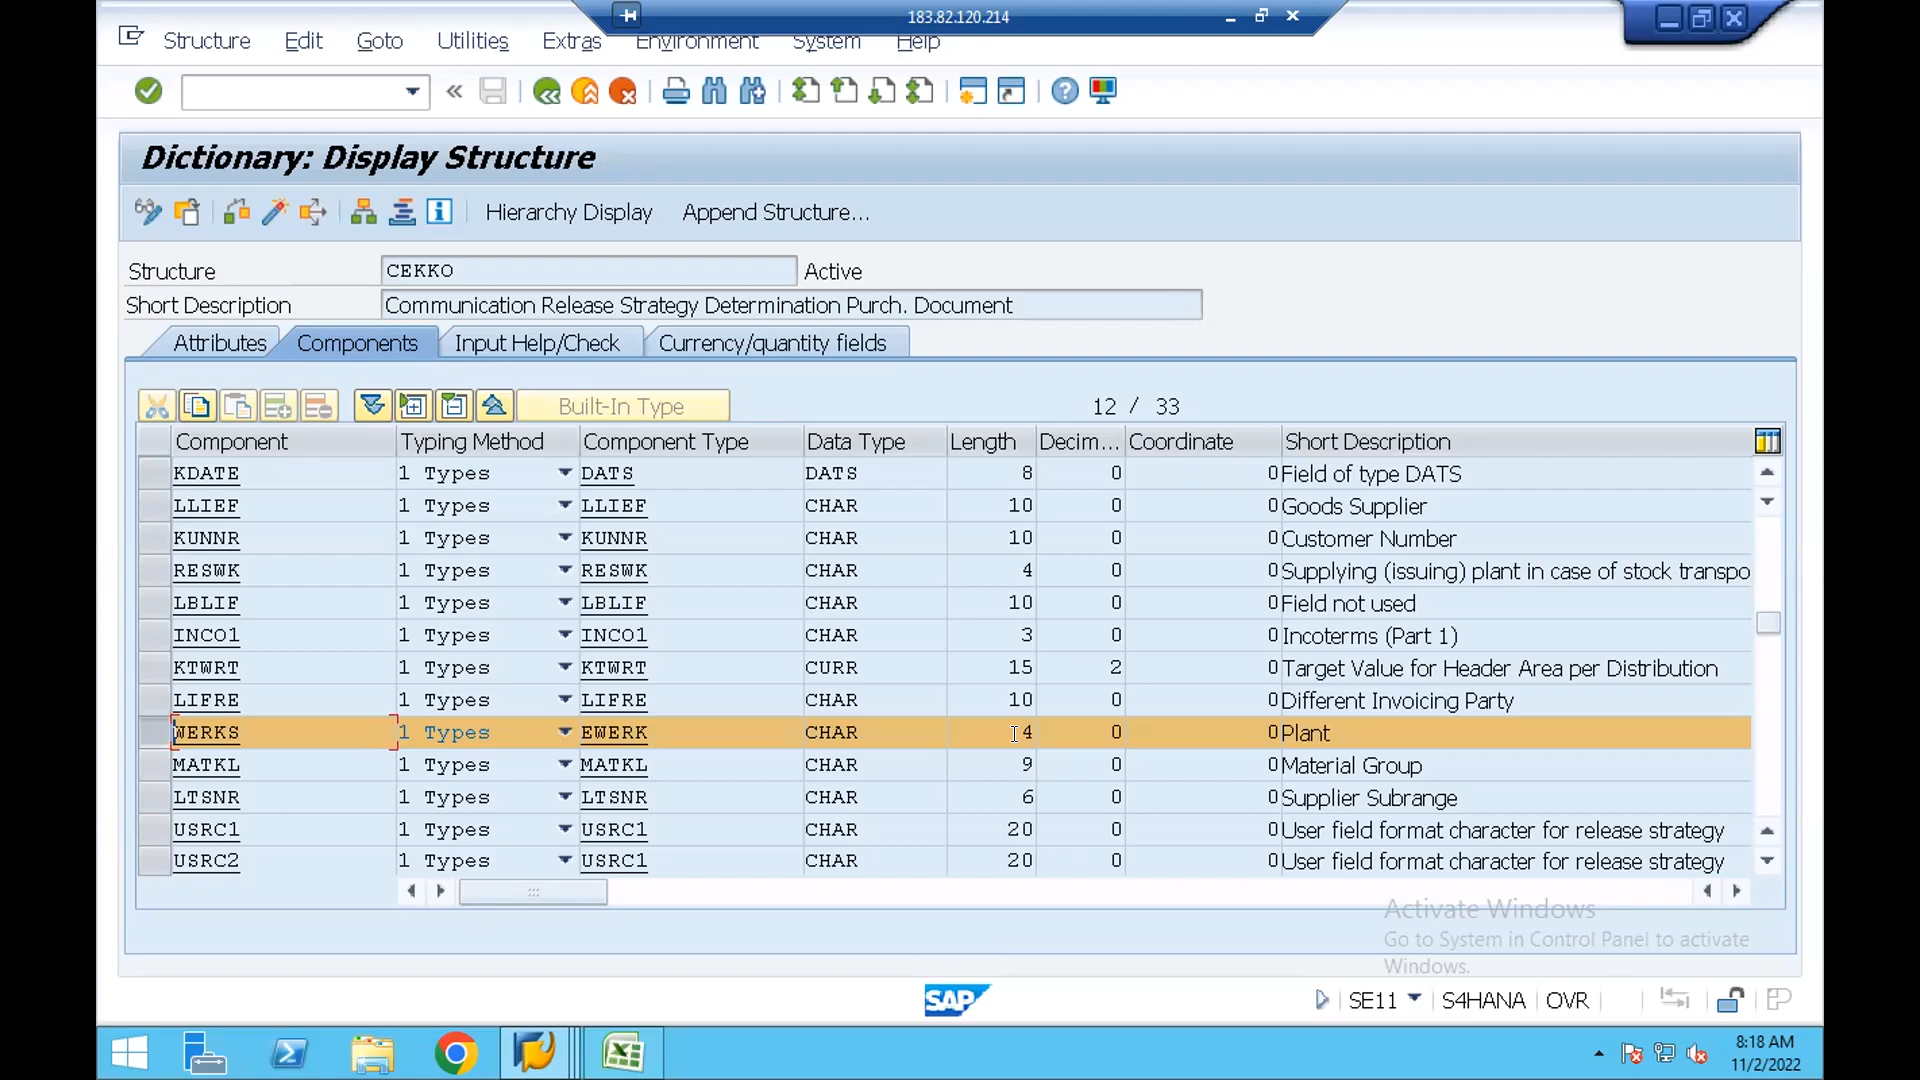 183.82.120.214
Structure Edit Goto Utilities Extras Environment System Help
Dictionary: Display Structure
Hierarchy Display Append Structure...
Structure CEKKO Active
Short Description Communication Release Strategy Determination Purch. Document
Attributes Components Input Help/Check Currency/quantity fields
Built-In Type 12 / 33
Component Typing Method Component Type Data Type Length Decim... Coordinate Short Description
KDATE 1 Types DATS DATS 8 0 0 Field of type DATS
LLIEF 1 Types LLIEF CHAR 10 0 0 Goods Supplier
KUNNR 1 Types KUNNR CHAR 10 0 0 Customer Number
RESWK 1 Types RESWK CHAR 4 0 0 Supplying (issuing) plant in case of stock transpo
LBLIF 1 Types LBLIF CHAR 10 0 0 Field not used
INCO1 1 Types INCO1 CHAR 3 0 0 Incoterms (Part 1)
KTWRT 1 Types KTWRT CURR 15 2 0 Target Value for Header Area per Distribution
LIFRE 1 Types LIFRE CHAR 10 0 0 Different Invoicing Party
WERKS 1 Types EWERK CHAR 4 0 0 Plant
MATKL 1 Types MATKL CHAR 9 0 0 Material Group
LTSNR 1 Types LTSNR CHAR 6 0 0 Supplier Subrange
USRC1 1 Types USRC1 CHAR 20 0 0 User field format character for release strategy
USRC2 1 Types USRC1 CHAR 20 0 0 User field format character for release strategy
Activate Windows
Go to System in Control Panel to activate
Windows.
SAP SE11 S4HANA OVR
8:18 AM
11/2/2022